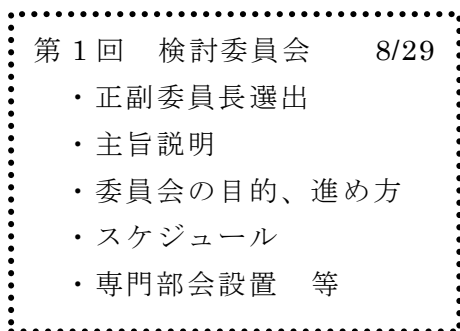 第１回　検討委員会　　8/29
・正副委員長選出
・主旨説明
・委員会の目的、進め方
・スケジュール
・専門部会設置　等